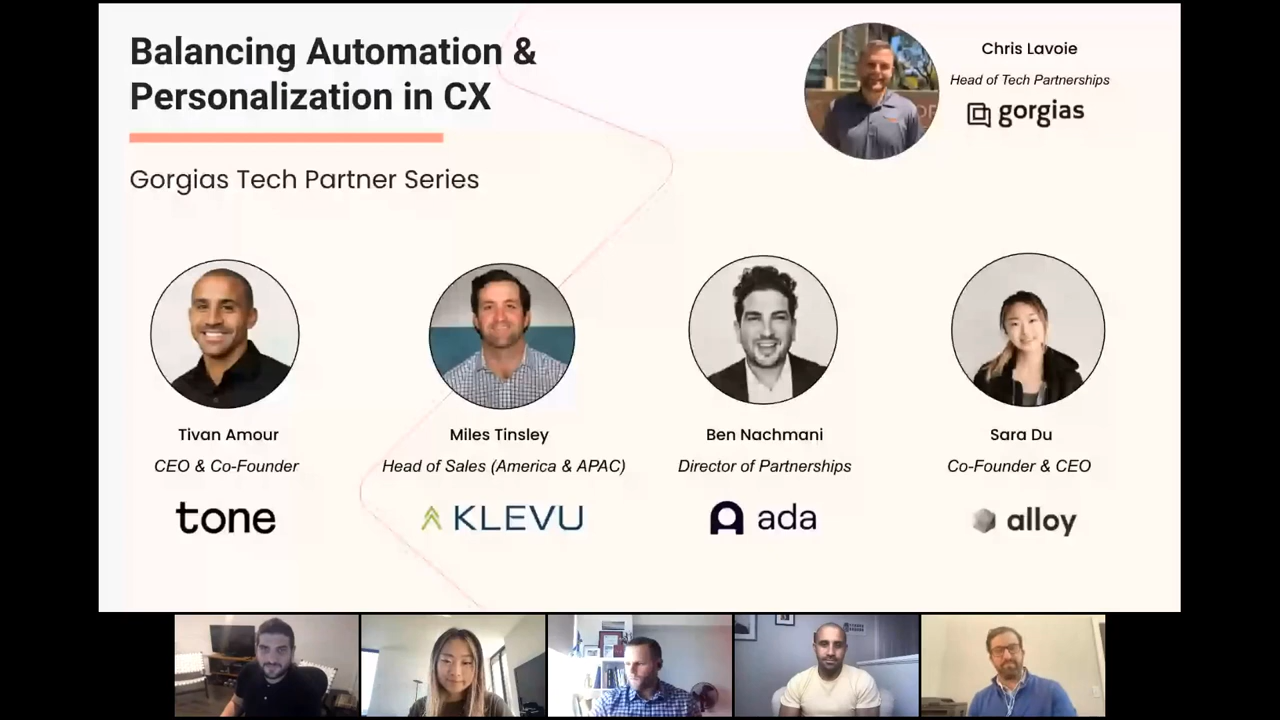 Balancing Automation &
Personalization in CX
Gorgias Tech Partner Series
Chris Lavoie
Head of Tech Partnerships
gorgias
Tivan Amour
CEO & Co-Founder
tone
Miles Tinsley
Head of Sales (America & APAC)
KLEVU
Ben Nachmani
Director of Partnerships
ada
Sara Du
Co-Founder & CEO
alloy